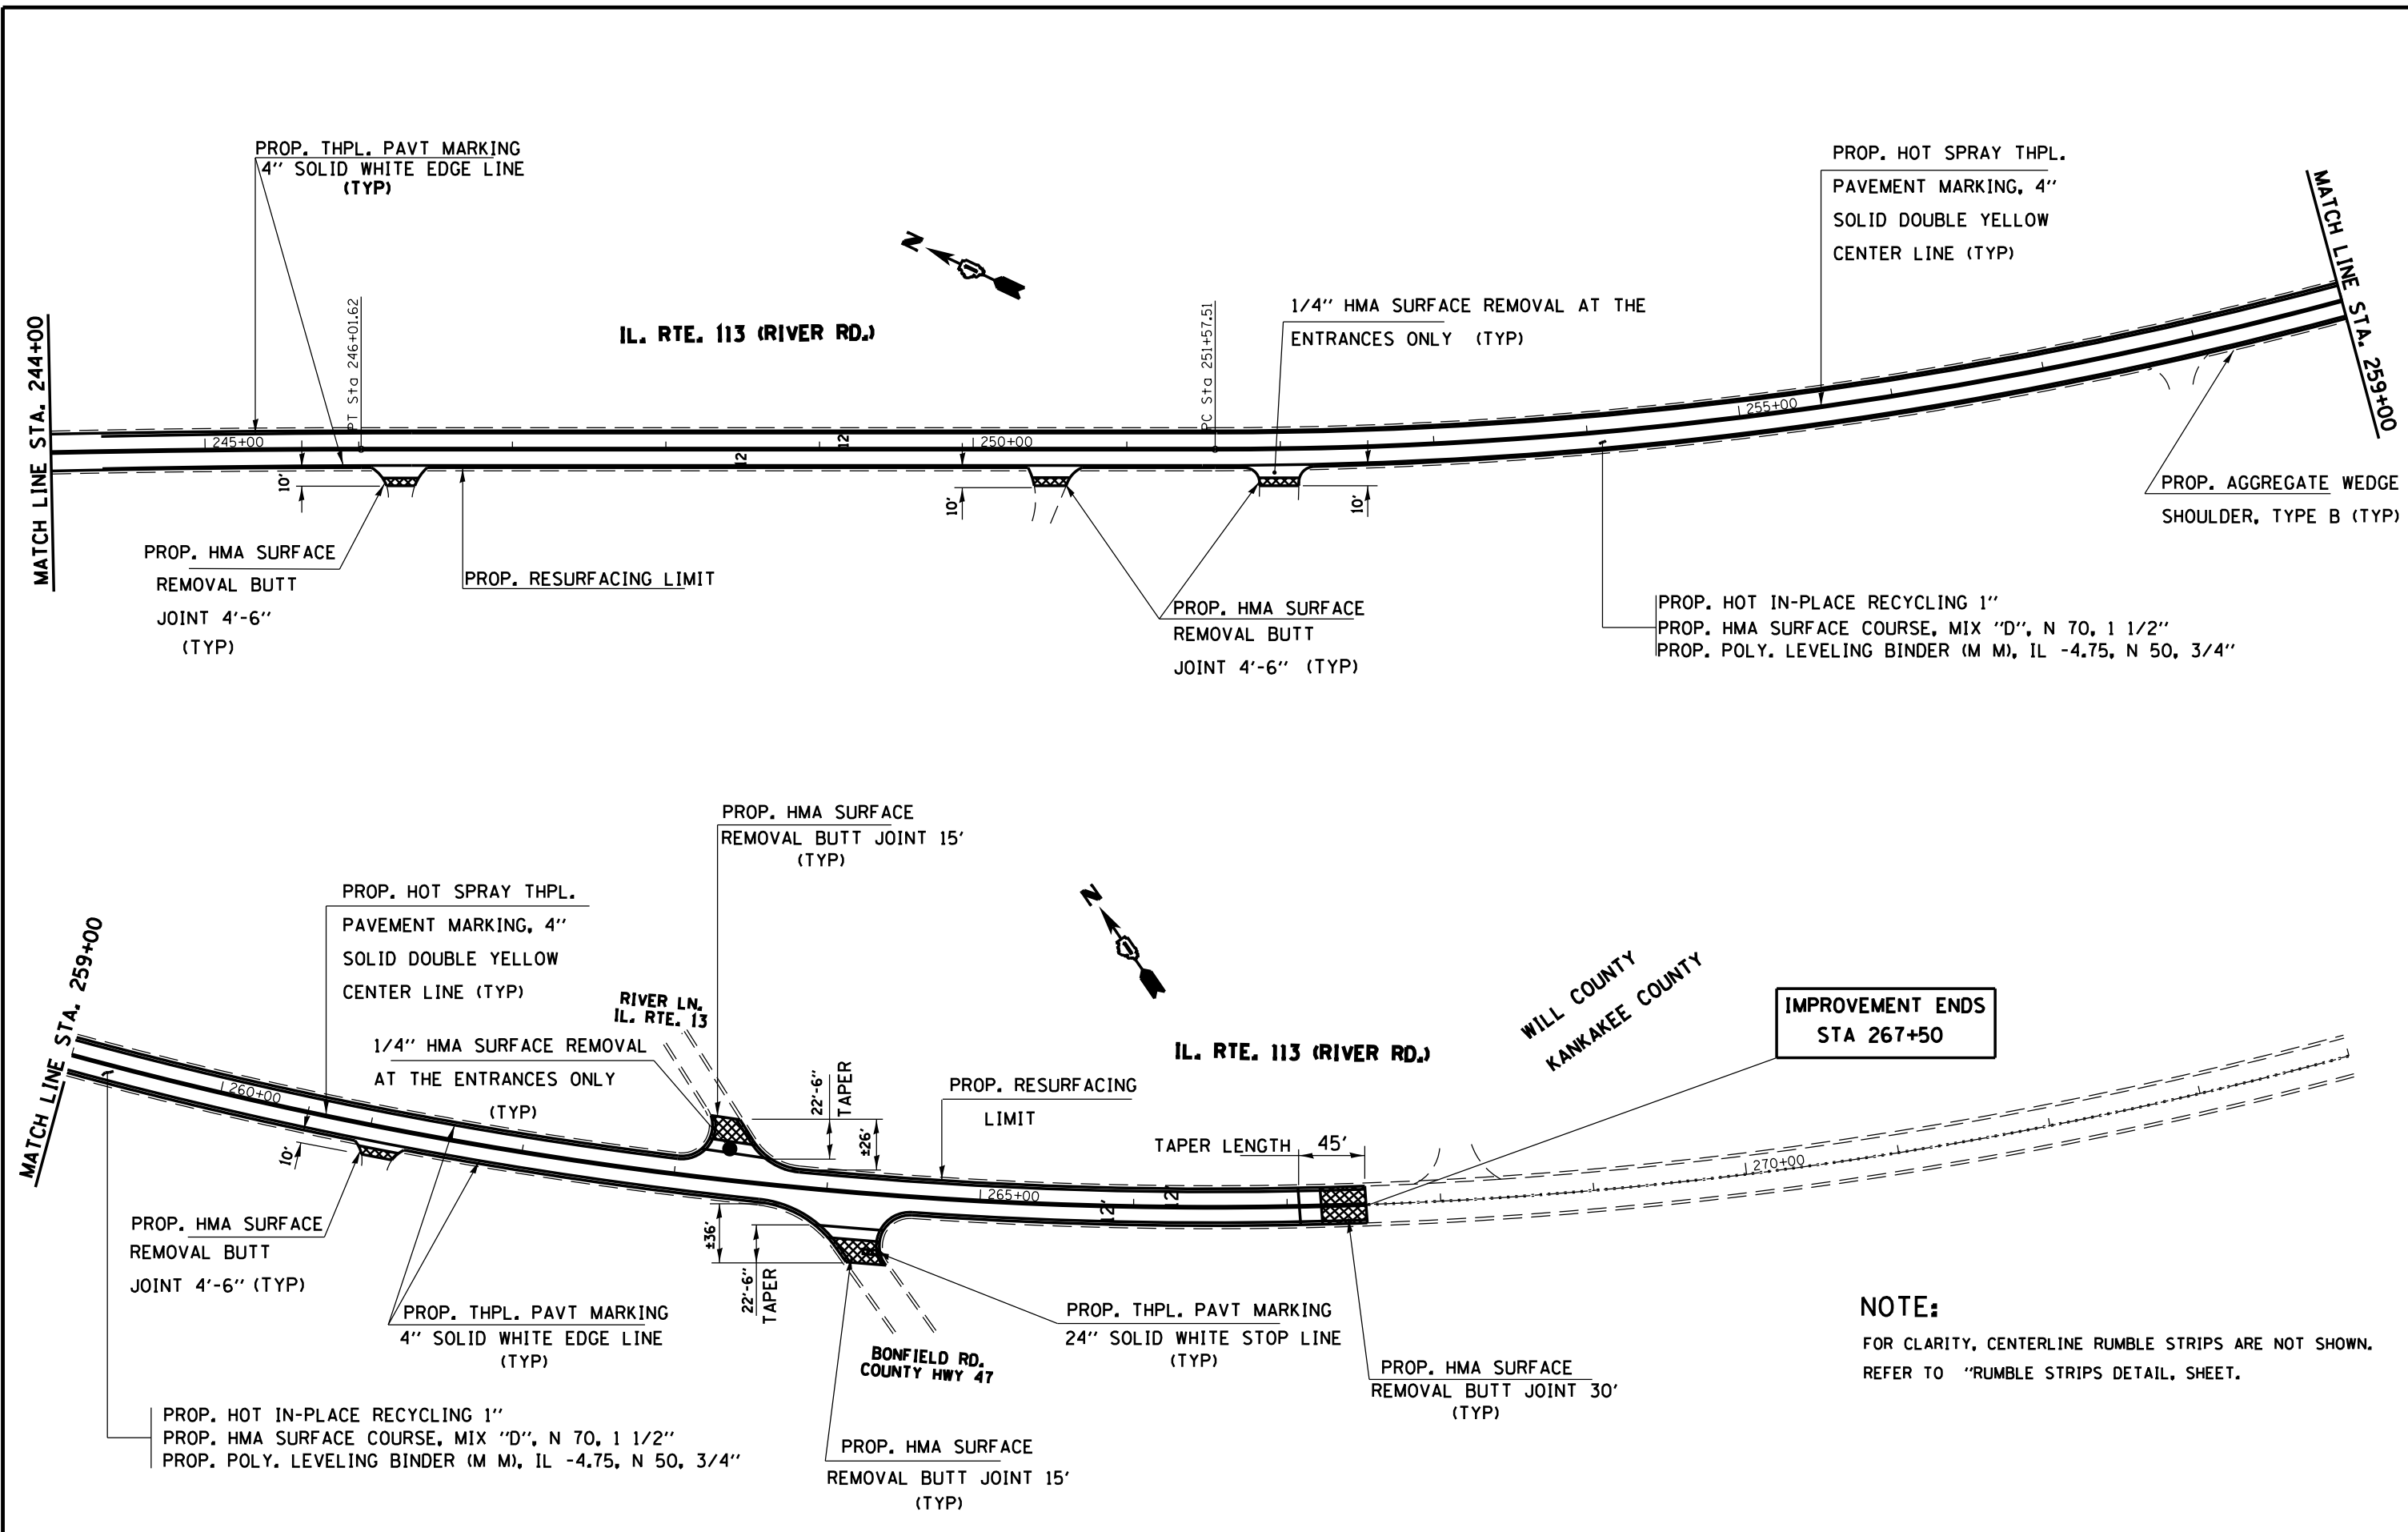 PROP. THPL. PAVT MARKING
4'' SOLID WHITE EDGE LINE
(TYP)
PROP. HOT SPRAY THPL.
PAVEMENT MARKING, 4''
SOLID DOUBLE YELLOW
CENTER LINE (TYP)
MATCH LINE STA. 259+00
N
IL. RTE. 113 (RIVER RD.)
1/4'' HMA SURFACE REMOVAL AT THE
ENTRANCES ONLY (TYP)
MATCH LINE STA. 244+00
PT Sta 246+01.62
PC Sta 251+57.51
245+00
250+00
255+00
12'
12'
10'
10'
10'
PROP. AGGREGATE WEDGE
SHOULDER, TYPE B (TYP)
PROP. HMA SURFACE
REMOVAL BUTT
JOINT 4'-6''
(TYP)
PROP. RESURFACING LIMIT
PROP. HMA SURFACE
REMOVAL BUTT
JOINT 4'-6'' (TYP)
PROP. HOT IN-PLACE RECYCLING 1''
PROP. HMA SURFACE COURSE, MIX ''D'', N 70, 1 1/2''
PROP. POLY. LEVELING BINDER (M M), IL -4.75, N 50, 3/4''
PROP. HMA SURFACE
REMOVAL BUTT JOINT 15'
(TYP)
PROP. HOT SPRAY THPL.
PAVEMENT MARKING, 4''
SOLID DOUBLE YELLOW
CENTER LINE (TYP)
N
MATCH LINE STA. 259+00
RIVER LN.
IL. RTE. 13
1/4'' HMA SURFACE REMOVAL
AT THE ENTRANCES ONLY
(TYP)
22'-6''
TAPER
±26'
PROP. RESURFACING
LIMIT
IL. RTE. 113 (RIVER RD.)
WILL COUNTY
KANKAKEE COUNTY
IMPROVEMENT ENDS
STA 267+50
TAPER LENGTH 45'
260+00
265+00
270+00
10'
12'
12'
±36'
22'-6''
TAPER
PROP. HMA SURFACE
REMOVAL BUTT
JOINT 4'-6'' (TYP)
PROP. THPL. PAVT MARKING
4'' SOLID WHITE EDGE LINE
(TYP)
BONFIELD RD.
COUNTY HWY 47
PROP. THPL. PAVT MARKING
24'' SOLID WHITE STOP LINE
(TYP)
PROP. HMA SURFACE
REMOVAL BUTT JOINT 30'
(TYP)
NOTE:
FOR CLARITY, CENTERLINE RUMBLE STRIPS ARE NOT SHOWN.
REFER TO ''RUMBLE STRIPS DETAIL, SHEET.
PROP. HOT IN-PLACE RECYCLING 1''
PROP. HMA SURFACE COURSE, MIX ''D'', N 70, 1 1/2''
PROP. POLY. LEVELING BINDER (M M), IL -4.75, N 50, 3/4''
PROP. HMA SURFACE
REMOVAL BUTT JOINT 15'
(TYP)